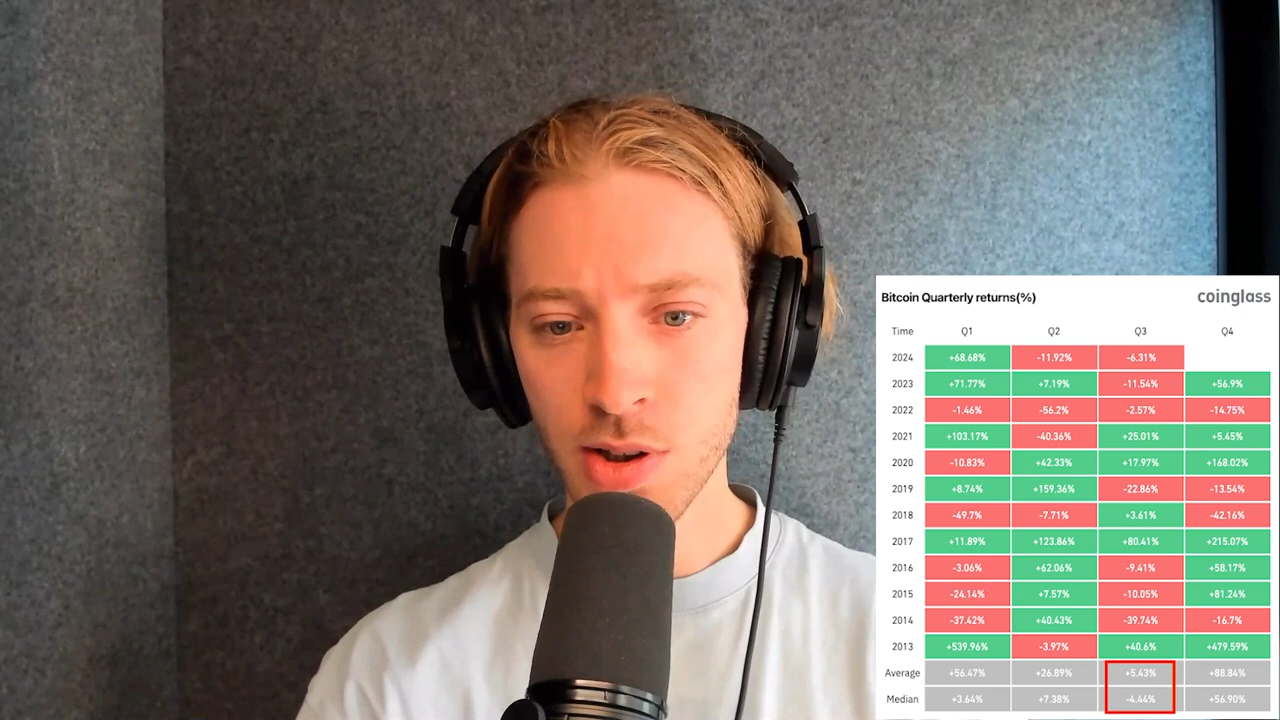 Bitcoin Quarterly returns(%) coinglass
Time Q1 Q2 Q3 Q4
2024 +68.68% -11.92% -6.31%
2023 +71.77% +7.19% -11.54% +56.9%
2022 -1.46% -56.2% -2.57% -14.75%
2021 +103.17% -40.36% +25.01% +5.45%
2020 -10.83% +42.33% +17.97% +168.02%
2019 +8.74% +159.36% -22.86% -13.54%
2018 -49.7% -7.71% +3.61% -42.16%
2017 +11.89% +123.86% +80.41% +215.07%
2016 -3.06% +62.06% -9.41% +58.17%
2015 -24.14% +7.57% -10.05% +81.24%
2014 -37.42% +40.43% -39.74% -16.7%
2013 +539.96% -3.97% +40.6% +479.59%
Average +56.47% +26.89% +5.43% +88.84%
Median +3.64% +7.38% -4.44% +56.90%